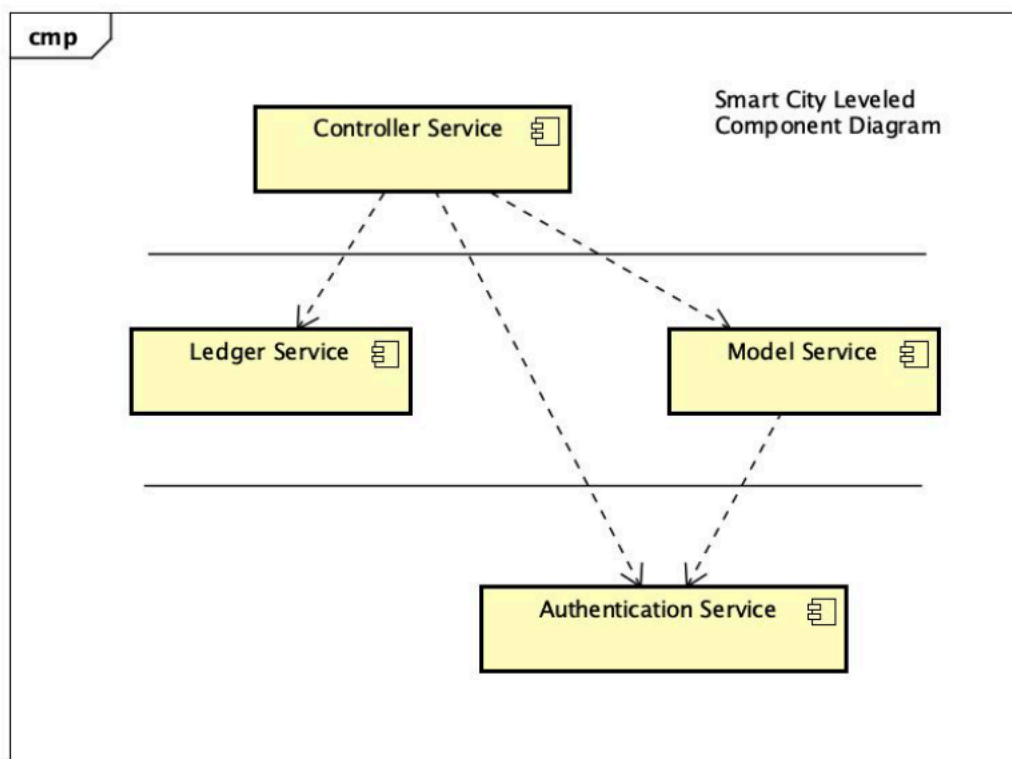 cmp
Smart City Leveled
Component Diagram
Controller Service
Ledger Service
Model Service
Authentication Service